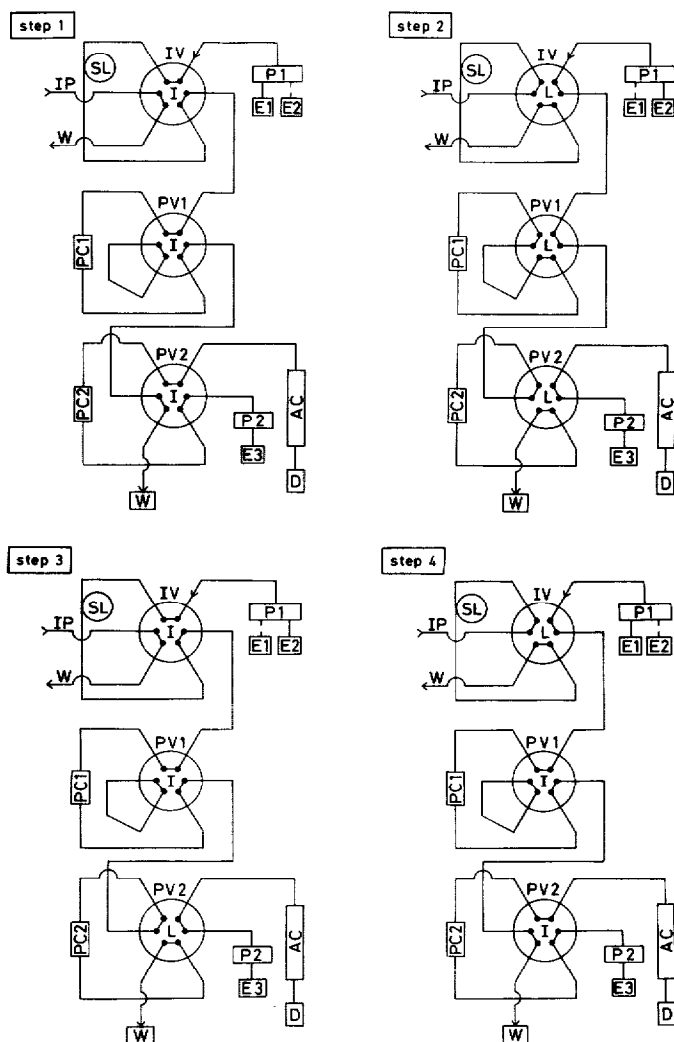 step 1
IV
SL
P1
IP
I
E1 E2
W
PV1
PC1
I
PV2
PC2
I
P2
AC
E3
D
W
step 2
IV
SL
P1
IP
L
E1 E2
W
PV1
PC1
L
PV2
PC2
L
P2
AC
E3
D
W
step 3
IV
SL
P1
IP
I
E1 E2
W
PV1
PC1
I
PV2
PC2
L
P2
AC
E3
D
W
step 4
IV
SL
P1
IP
L
E1 E2
W
PV1
PC1
I
PV2
PC2
I
P2
AC
E3
D
W